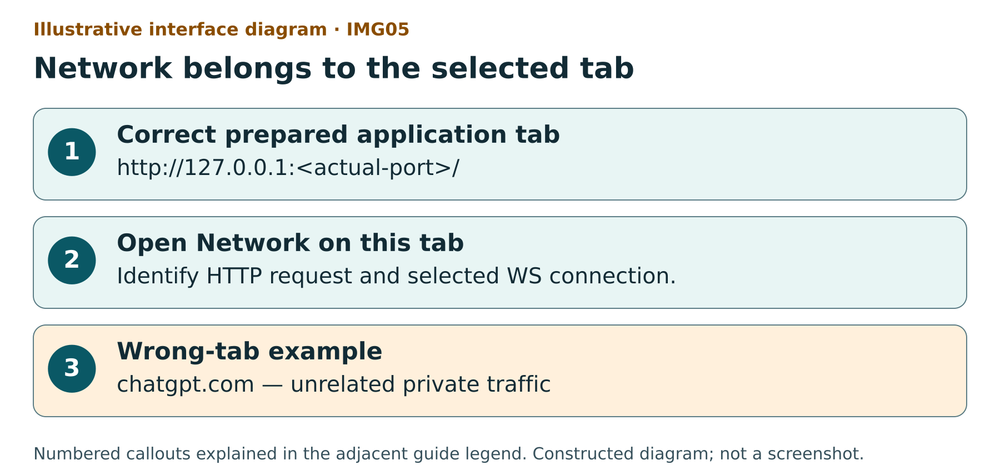 Illustrative interface diagram · IMG05
Network belongs to the selected tab
1
Correct prepared application tab
http://127.0.0.1:<actual-port>/
2
Open Network on this tab
Identify HTTP request and selected WS connection.
3
Wrong-tab example
chatgpt.com — unrelated private traffic
Numbered callouts explained in the adjacent guide legend. Constructed diagram; not a screenshot.